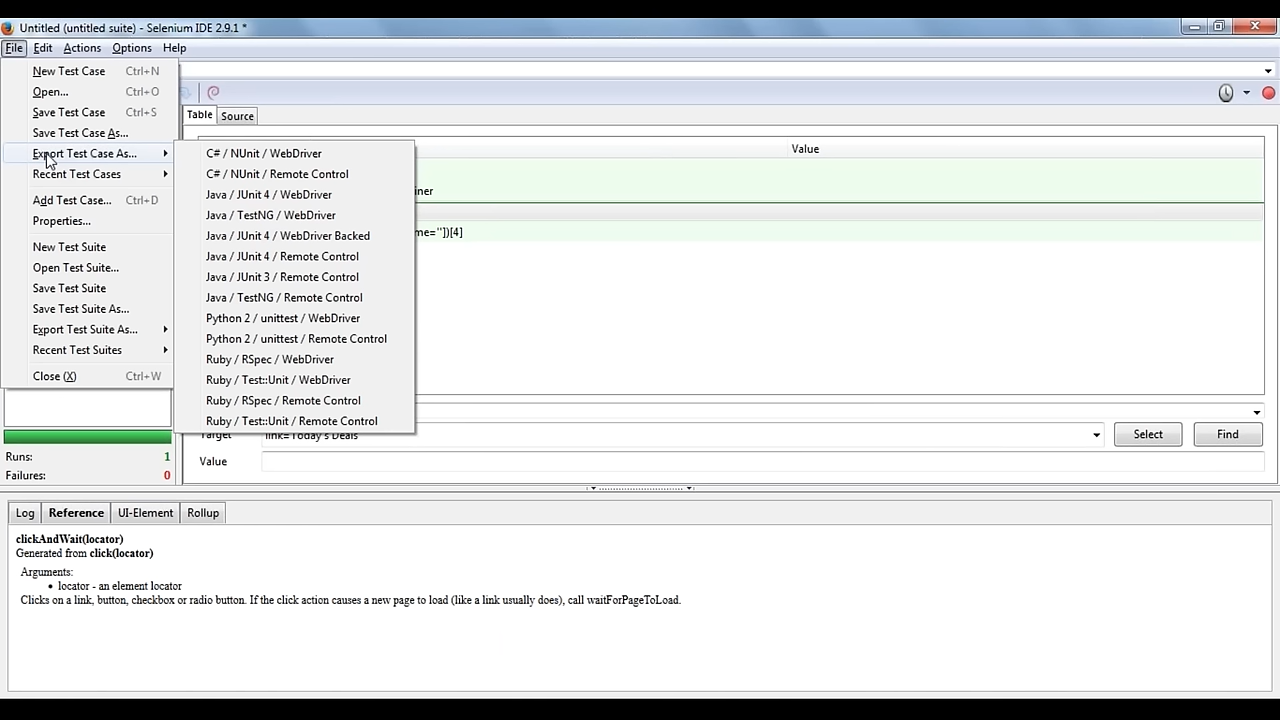 Untitled (untitled suite) - Selenium IDE 2.9.1 *
File Edit Actions Options Help
New Test Case Ctrl+N
Open... Ctrl+O
Save Test Case Ctrl+S
Save Test Case As...
Export Test Case As...
Recent Test Cases
Add Test Case... Ctrl+D
Properties...
New Test Suite
Open Test Suite...
Save Test Suite
Save Test Suite As...
Export Test Suite As...
Recent Test Suites
Close (X) Ctrl+W
Table Source
Value
C# / NUnit / WebDriver
C# / NUnit / Remote Control
Java / JUnit 4 / WebDriver
Java / TestNG / WebDriver
Java / JUnit 4 / WebDriver Backed
Java / JUnit 4 / Remote Control
Java / JUnit 3 / Remote Control
Java / TestNG / Remote Control
Python 2 / unittest / WebDriver
Python 2 / unittest / Remote Control
Ruby / RSpec / WebDriver
Ruby / Test::Unit / WebDriver
Ruby / RSpec / Remote Control
Ruby / Test::Unit / Remote Control
iner
me=''])[4]
Target link=Today's Deals Select Find
Value
Runs: 1
Failures: 0
Log Reference UI-Element Rollup
clickAndWait(locator)
Generated from click(locator)
Arguments:
• locator - an element locator
Clicks on a link, button, checkbox or radio button. If the click action causes a new page to load (like a link usually does), call waitForPageToLoad.